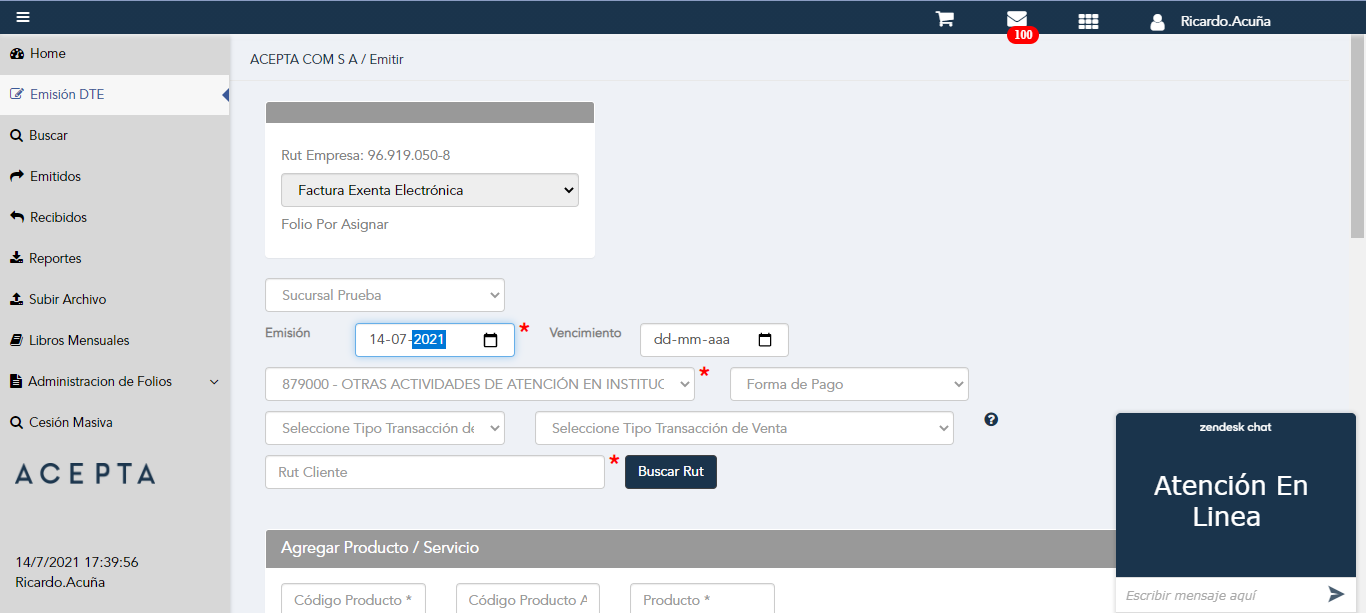 Ricardo.Acuña
100
Home
Emisión DTE
Buscar
Emitidos
Recibidos
Reportes
Subir Archivo
Libros Mensuales
Administracion de Folios
Cesión Masiva
ACEPTA
14/7/2021 17:39:56
Ricardo.Acuña
ACEPTA COM S A / Emitir
Rut Empresa: 96.919.050-8
Factura Exenta Electrónica
Folio Por Asignar
Sucursal Prueba
Emisión 14-07-2021 * Vencimiento dd-mm-aaa
879000 - OTRAS ACTIVIDADES DE ATENCIÓN EN INSTITUC * Forma de Pago
Seleccione Tipo Transacción de Seleccione Tipo Transacción de Venta ?
Rut Cliente * Buscar Rut
Agregar Producto / Servicio
Código Producto * Código Producto A Producto *
zendesk chat
Atención En
Linea
Escribir mensaje aquí